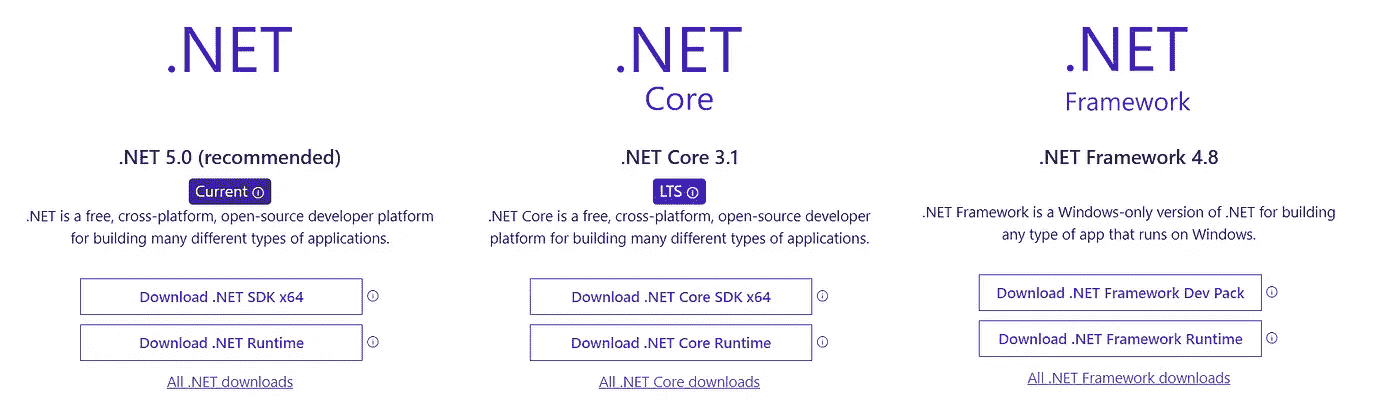 .NET
.NET 5.0 (recommended)
Current
.NET is a free, cross-platform, open-source developer platform
for building many different types of applications.
Download .NET SDK x64
Download .NET Runtime
All .NET downloads
.NET
Core
.NET Core 3.1
LTS
.NET Core is a free, cross-platform, open-source developer
platform for building many different types of applications.
Download .NET Core SDK x64
Download .NET Core Runtime
All .NET Core downloads
.NET
Framework
.NET Framework 4.8
.NET Framework is a Windows-only version of .NET for building
any type of app that runs on Windows.
Download .NET Framework Dev Pack
Download .NET Framework Runtime
All .NET Framework downloads